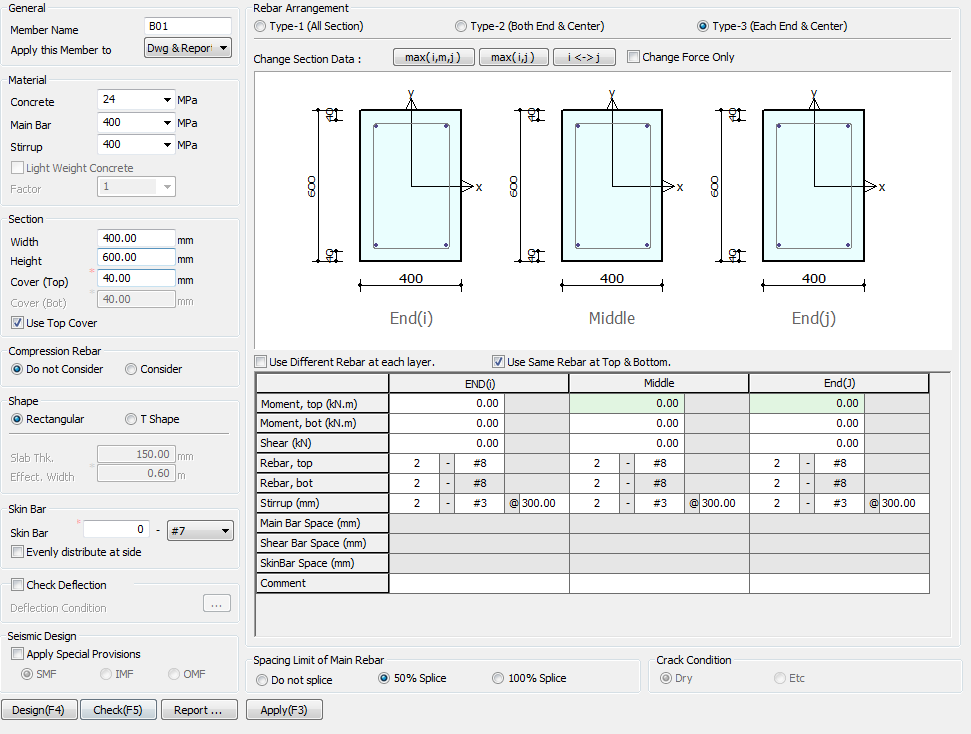 General
Member Name B01
Apply this Member to Dwg & Repor
Material
Concrete 24 MPa
Main Bar 400 MPa
Stirrup 400 MPa
Light Weight Concrete
Factor 1
Section
Width 400.00 mm
Height 600.00 mm
Cover (Top) * 40.00 mm
Cover (Bot) * 40.00 mm
Use Top Cover
Compression Rebar
Do not Consider Consider
Shape
Rectangular T Shape
Slab Thk. 150.00 mm
Effect. Width * 0.60 m
Skin Bar
Skin Bar * 0 - #7
Evenly distribute at side
Check Deflection
Deflection Condition ...
Seismic Design
Apply Special Provisions
SMF IMF OMF
Design(F4) Check(F5) Report ... Apply(F3)
Rebar Arrangement
Type-1 (All Section) Type-2 (Both End & Center) Type-3 (Each End & Center)
Change Section Data : max(i,m,j) max(i,j) i <-> j Change Force Only
y y y
40 40 40
600 x 600 x 600 x
40 40 40
400 400 400
End(i) Middle End(j)
Use Different Rebar at each layer. Use Same Rebar at Top & Bottom.
END(i) Middle End(J)
Moment, top (kN.m) 0.00 0.00 0.00
Moment, bot (kN.m) 0.00 0.00 0.00
Shear (kN) 0.00 0.00 0.00
Rebar, top 2 - #8 2 - #8 2 - #8
Rebar, bot 2 - #8 2 - #8 2 - #8
Stirrup (mm) 2 - #3 @ 300.00 2 - #3 @ 300.00 2 - #3 @ 300.00
Main Bar Space (mm)
Shear Bar Space (mm)
SkinBar Space (mm)
Comment
Spacing Limit of Main Rebar
Do not splice 50% Splice 100% Splice
Crack Condition
Dry Etc